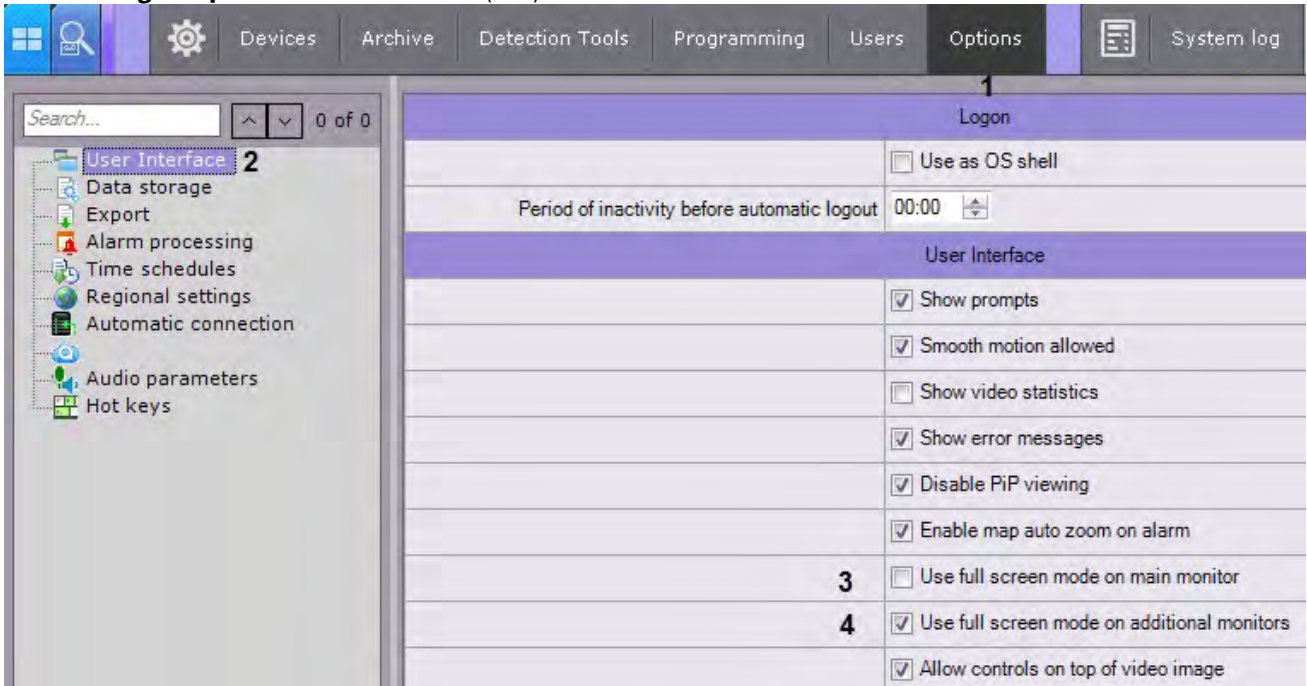 Devices Archive Detection Tools Programming Users Options System log
1
Search... 0 of 0
User Interface 2
Data storage
Export
Alarm processing
Time schedules
Regional settings
Automatic connection
Audio parameters
Hot keys
Logon
Use as OS shell
Period of inactivity before automatic logout 00:00
User Interface
Show prompts
Smooth motion allowed
Show video statistics
Show error messages
Disable PiP viewing
Enable map auto zoom on alarm
3 Use full screen mode on main monitor
4 Use full screen mode on additional monitors
Allow controls on top of video image